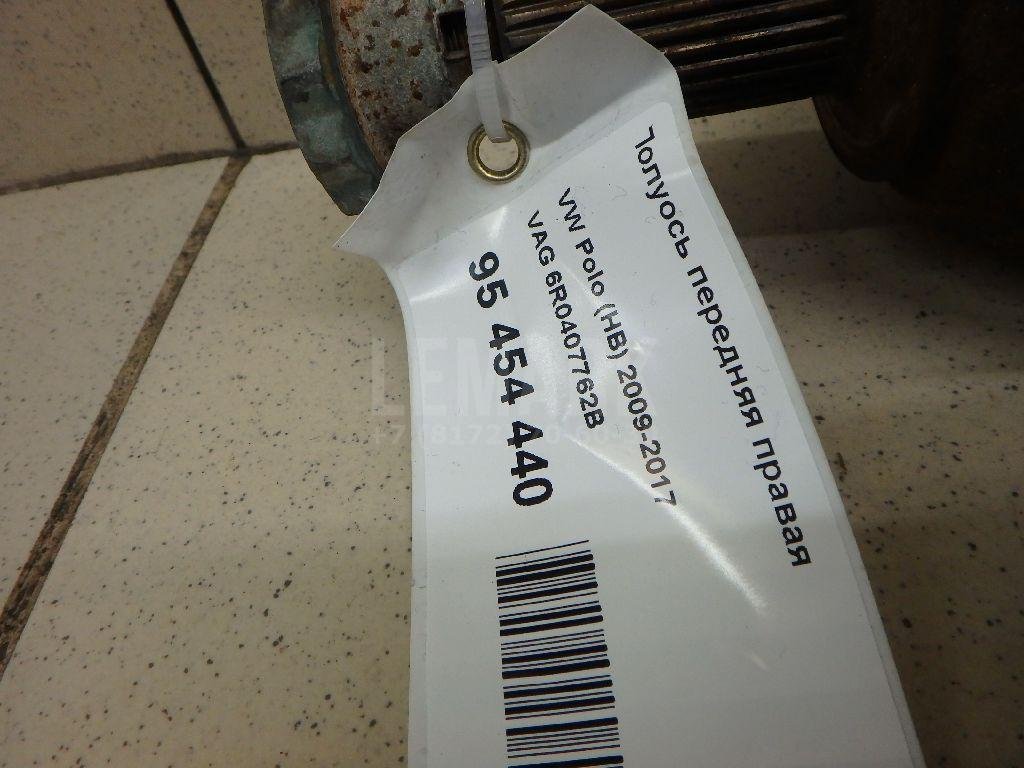 Полуось передняя правая
VW Polo (HB) 2009-2017
VAG 6R0407762B
95 454 440